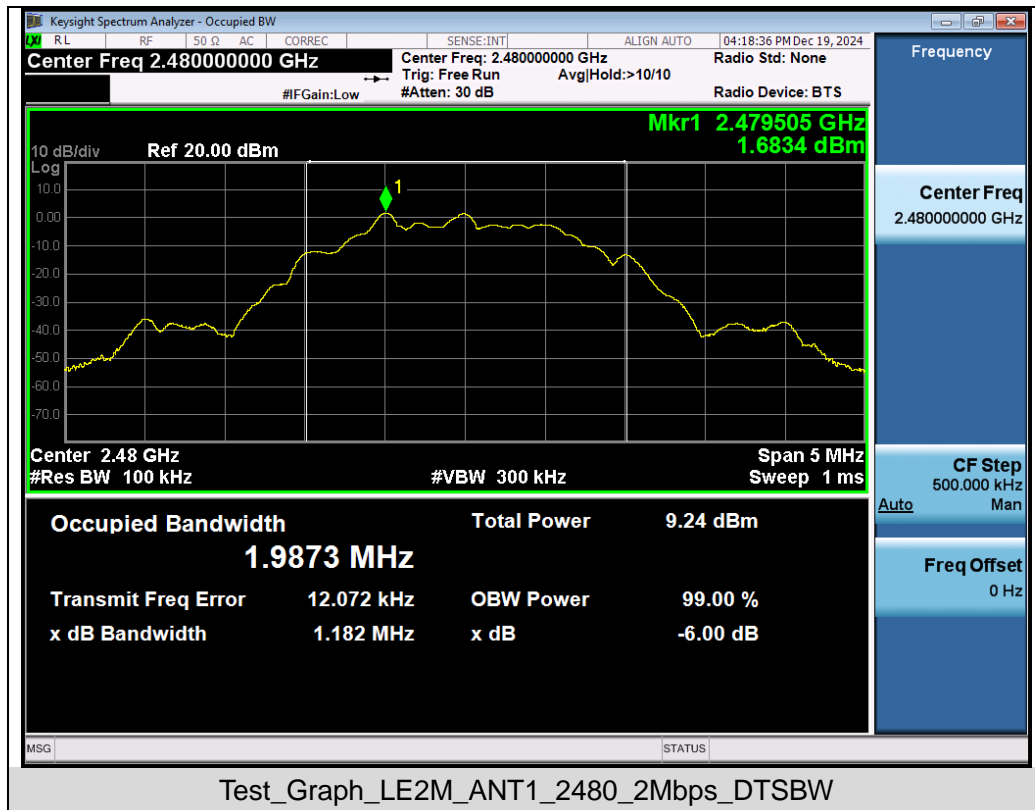 Keysight Spectrum Analyzer - Occupied BW
LXI RL RF 50 Ω AC CORREC SENSE:INT ALIGN AUTO 04:18:36 PM Dec 19, 2024
Center Freq 2.480000000 GHz
Center Freq: 2.480000000 GHz Radio Std: None
Trig: Free Run Avg|Hold:>10/10
#IFGain:Low #Atten: 30 dB Radio Device: BTS
Frequency
Mkr1 2.479505 GHz
1.6834 dBm
10 dB/div Ref 20.00 dBm
Log
10.0
1
0.00
-10.0
-20.0
-30.0
-40.0
-50.0
-60.0
-70.0
Center 2.48 GHz Span 5 MHz
#Res BW 100 kHz #VBW 300 kHz Sweep 1 ms
Center Freq
2.480000000 GHz
CF Step
500.000 kHz
Auto Man
Freq Offset
0 Hz
Occupied Bandwidth Total Power 9.24 dBm
1.9873 MHz
Transmit Freq Error 12.072 kHz OBW Power 99.00 %
x dB Bandwidth 1.182 MHz x dB -6.00 dB
MSG STATUS
Test_Graph_LE2M_ANT1_2480_2Mbps_DTSBW